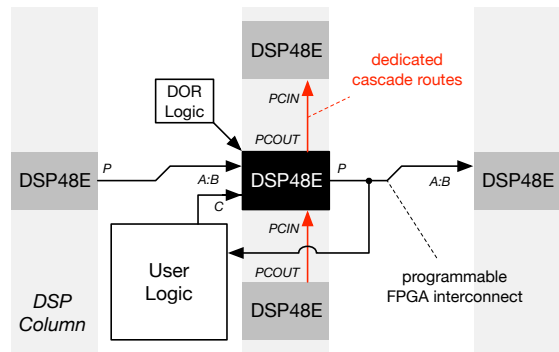 DSP48E
dedicated
cascade routes
PCIN
DOR
Logic
PCOUT
DSP48E
P
A:B
C
DSP48E
P
A:B
DSP48E
PCIN
User
Logic
PCOUT
programmable
FPGA interconnect
DSP
Column
DSP48E